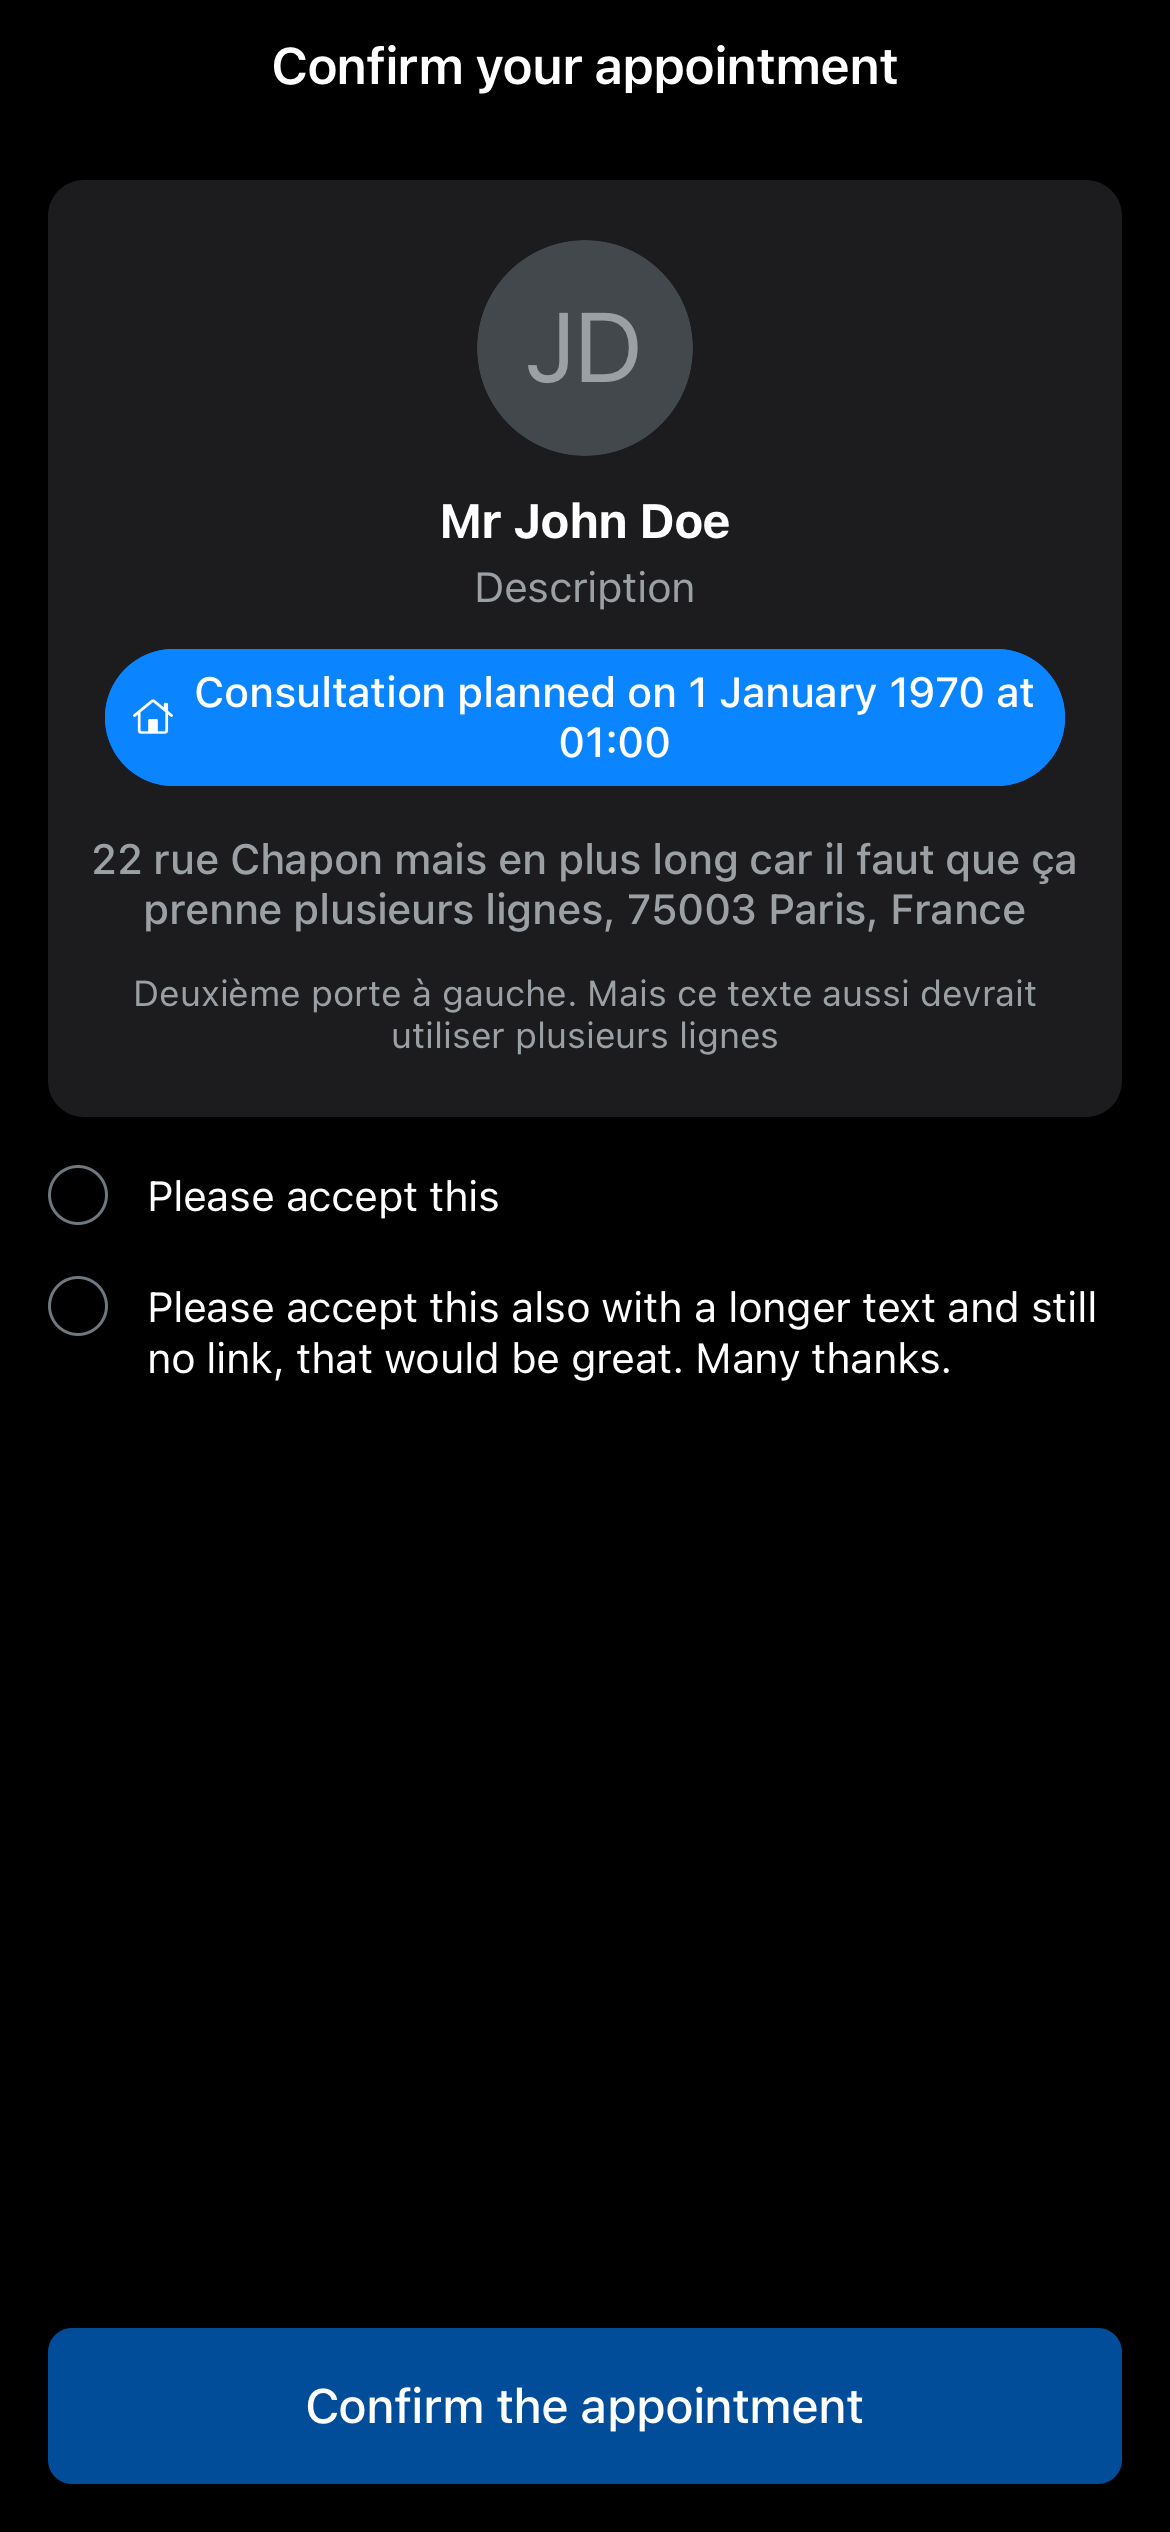 Confirm your appointment
JD
Mr John Doe
Description
Consultation planned on 1 January 1970 at
01:00
22 rue Chapon mais en plus long car il faut que ça
prenne plusieurs lignes, 75003 Paris, France
Deuxième porte à gauche. Mais ce texte aussi devrait
utiliser plusieurs lignes
Please accept this
Please accept this also with a longer text and still
no link, that would be great. Many thanks.
Confirm the appointment